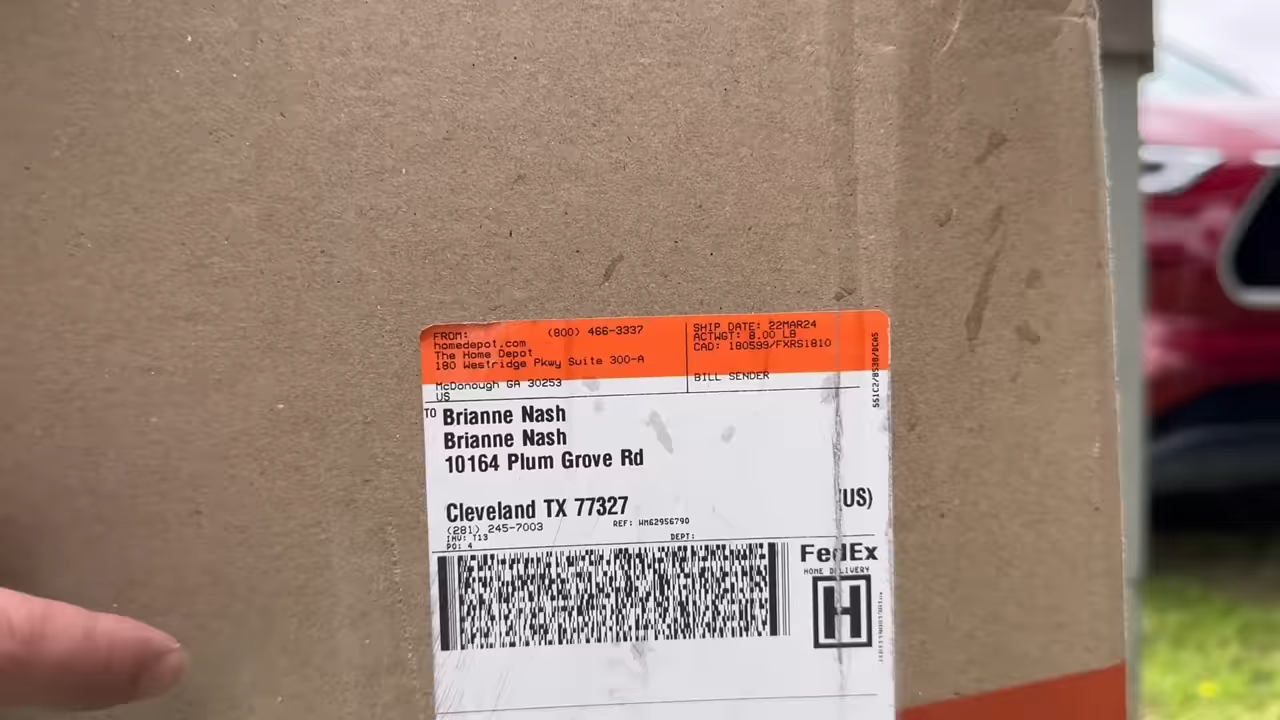 FROM: (800) 466-3337
homedepot.com
The Home Depot
180 Westridge Pkwy Suite 300-A
McDonough GA 30253
US
SHIP DATE: 22MAR24
ACTWGT: 8.00 LB
CAD: 180599/FXRS1810
BILL SENDER
TO Brianne Nash
Brianne Nash
10164 Plum Grove Rd
Cleveland TX 77327 (US)
(281) 245-7003 REF: WM62956790
INV: T13
PO: 4 DEPT:
FedEx
HOME DELIVERY
H